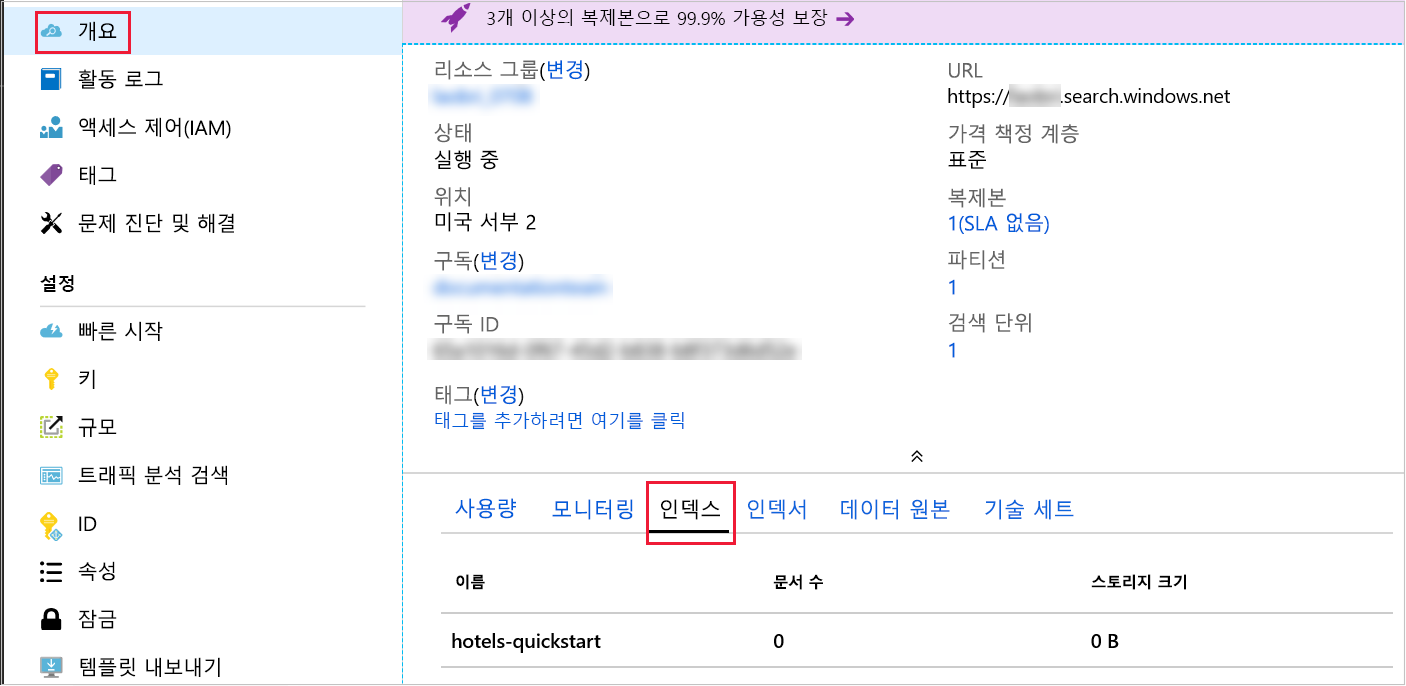 개요
활동 로그
액세스 제어(IAM)
태그
문제 진단 및 해결
설정
빠른 시작
키
규모
트래픽 분석 검색
ID
속성
잠금
템플릿 내보내기
3개 이상의 복제본으로 99.9% 가용성 보장 →
리소스 그룹(변경)
상태
실행 중
위치
미국 서부 2
구독(변경)
구독 ID
태그(변경)
태그를 추가하려면 여기를 클릭
URL
https:// .search.windows.net
가격 책정 계층
표준
복제본
1(SLA 없음)
파티션
1
검색 단위
1
사용량 모니터링 인덱스 인덱서 데이터 원본 기술 세트
이름 문서 수 스토리지 크기
hotels-quickstart 0 0 B